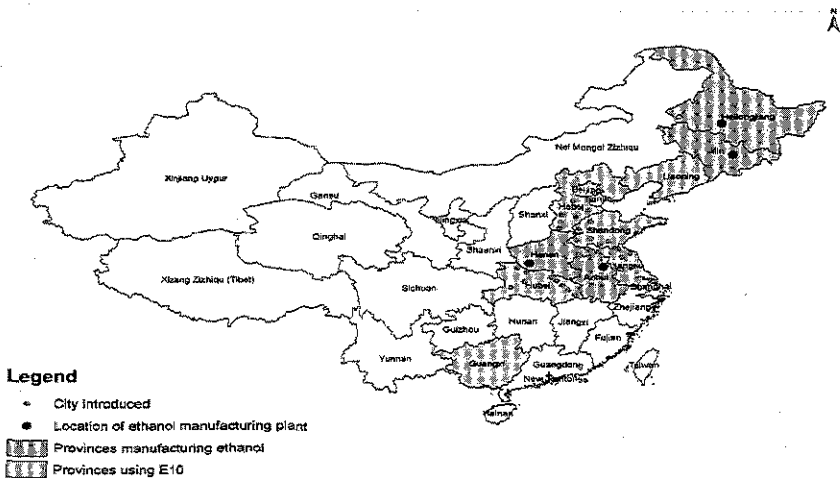 N
Heilongjiang
Jilin
Nei Mongol Zizhiqu
Liaoning
Xinjiang Uygur
Beijing
Gansu
Hebei
Shanxi
Shandong
Qinghai
Shaanxi
Henan
Xizang Zizhiqu (Tibet)
Jiangsu
Anhui
Shanghai
Sichuan
Hubei
Zhejiang
Hunan
Jiangxi
Guizhou
Fujian
Yunnan
Guangxi
Guangdong
Taiwan
Hainan
Legend
City introduced
Location of ethanol manufacturing plant
Provinces manufacturing ethanol
Provinces using E10